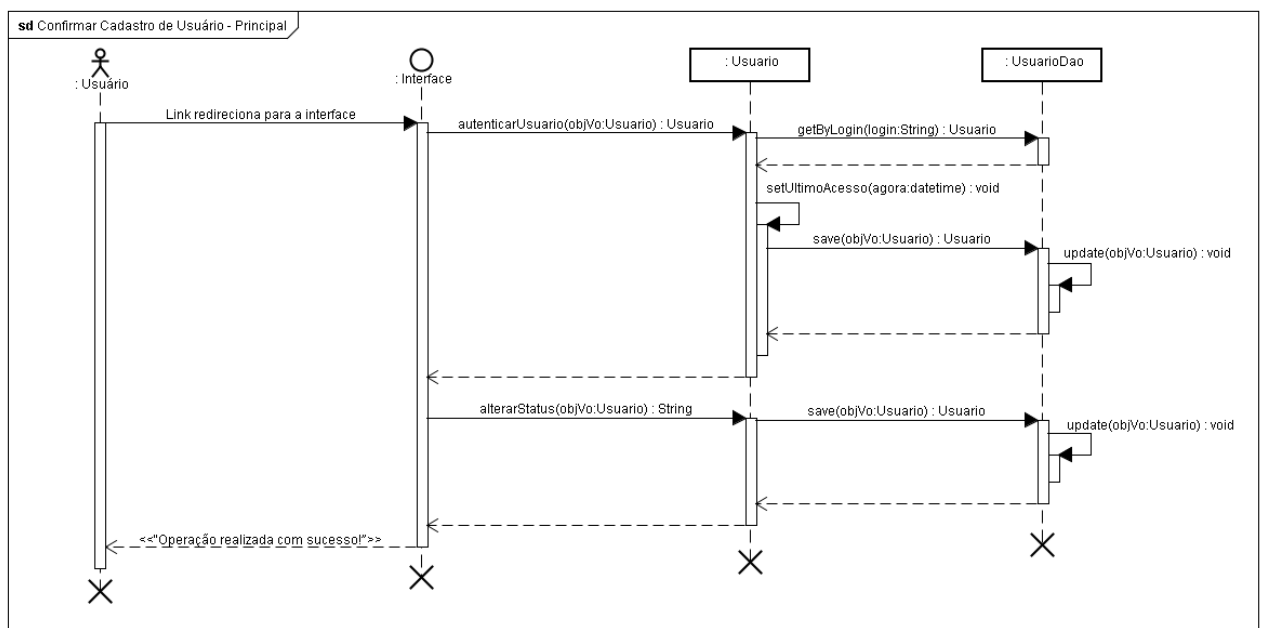 sd Confirmar Cadastro de Usuário - Principal
: Usuário
: Interface
: Usuario
: UsuarioDao
Link redireciona para a interface
autenticarUsuario(objVo:Usuario) : Usuario
getByLogin(login:String) : Usuario
setUltimoAcesso(agora:datetime) : void
save(objVo:Usuario) : Usuario
update(objVo:Usuario) : void
alterarStatus(objVo:Usuario) : String
save(objVo:Usuario) : Usuario
update(objVo:Usuario) : void
<<"Operação realizada com sucesso!">>